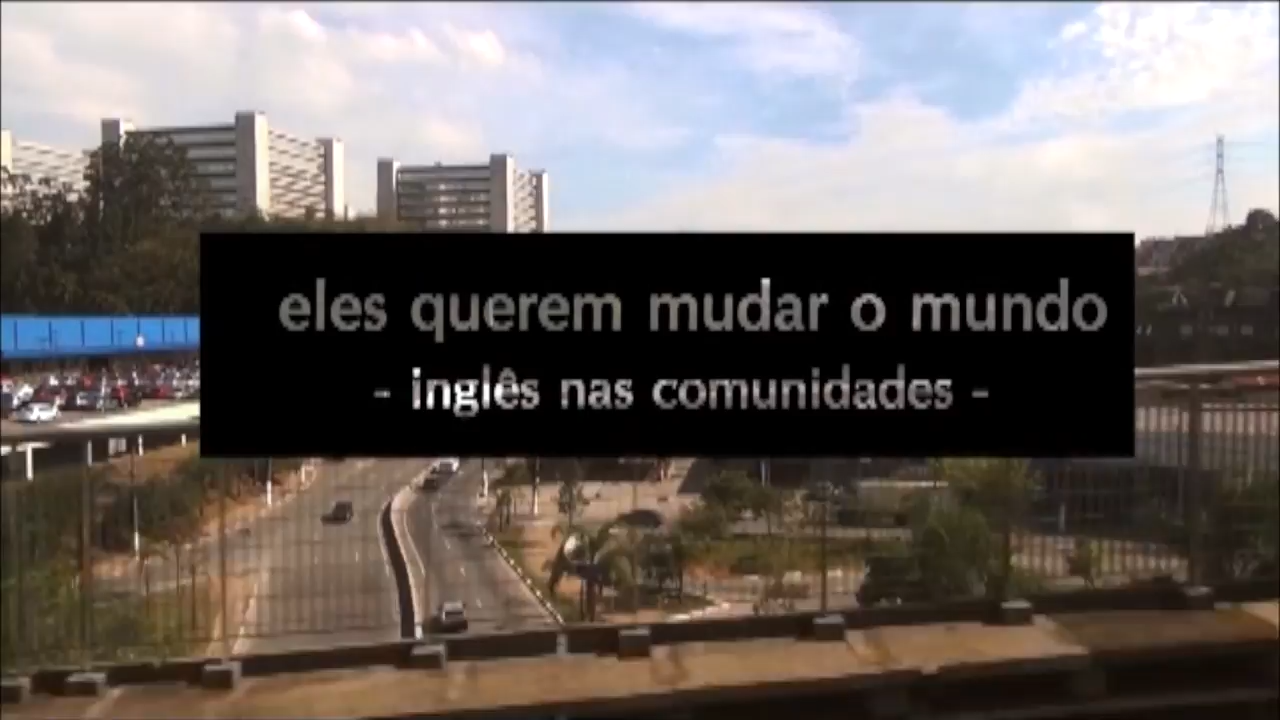 eles querem mudar o mundo
- inglês nas comunidades -